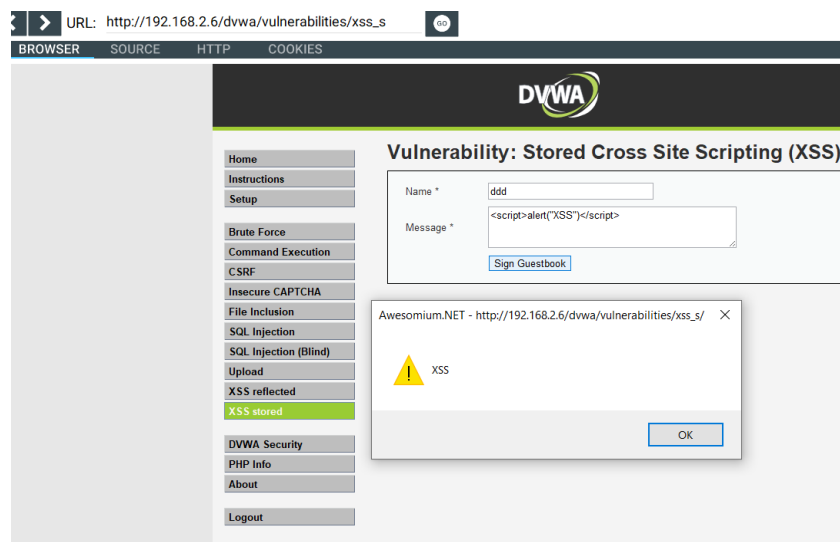 URL: http://192.168.2.6/dvwa/vulnerabilities/xss_s GO
BROWSER SOURCE HTTP COOKIES
DVWA
Home
Instructions
Setup
Brute Force
Command Execution
CSRF
Insecure CAPTCHA
File Inclusion
SQL Injection
SQL Injection (Blind)
Upload
XSS reflected
XSS stored
DVWA Security
PHP Info
About
Logout
Vulnerability: Stored Cross Site Scripting (XSS)
Name * ddd
Message * <script>alert("XSS")</script>
Sign Guestbook
Awesomium.NET - http://192.168.2.6/dvwa/vulnerabilities/xss_s/
XSS
OK